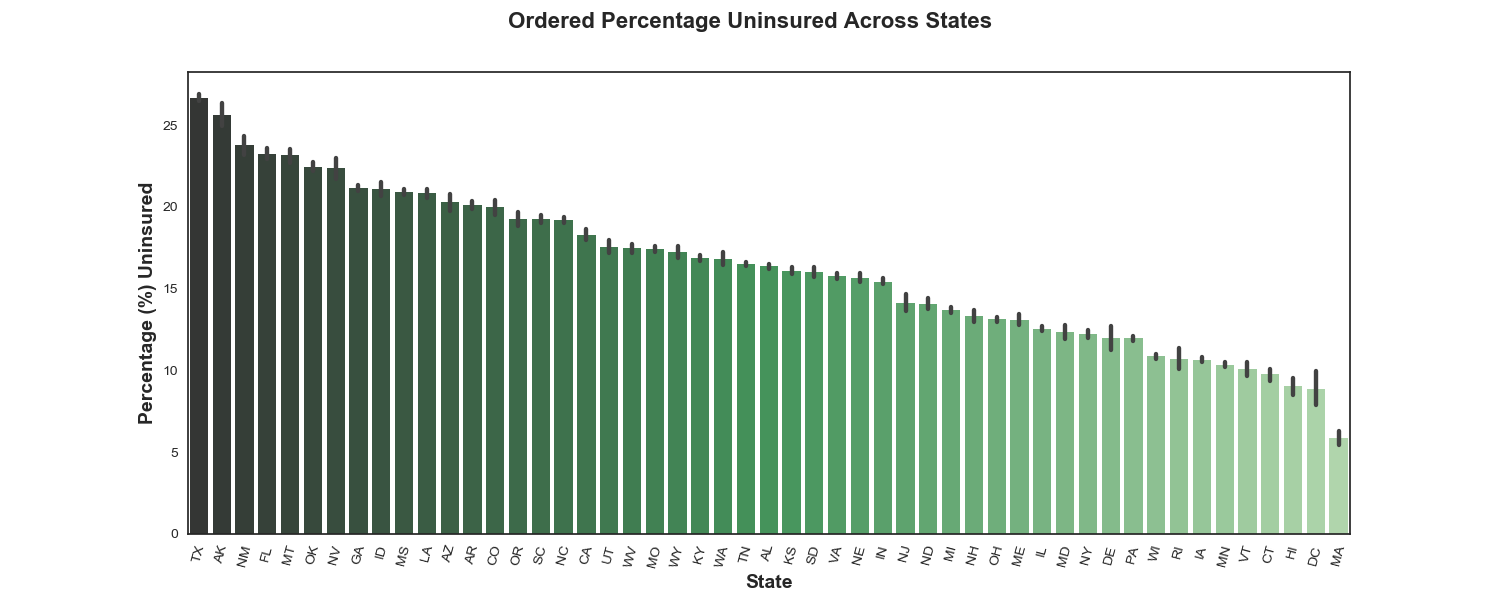 Ordered Percentage Uninsured Across States
Percentage (%) Uninsured
25
20
15
10
5
0
TX AK NM FL MT OK NV GA ID MS LA AZ AR CO OR SC NC CA UT WV MO WY KY WA TN AL KS SD VA NE IN NJ ND MI NH OH ME IL MD NY DE PA WI RI IA MN VT CT HI DC MA
State